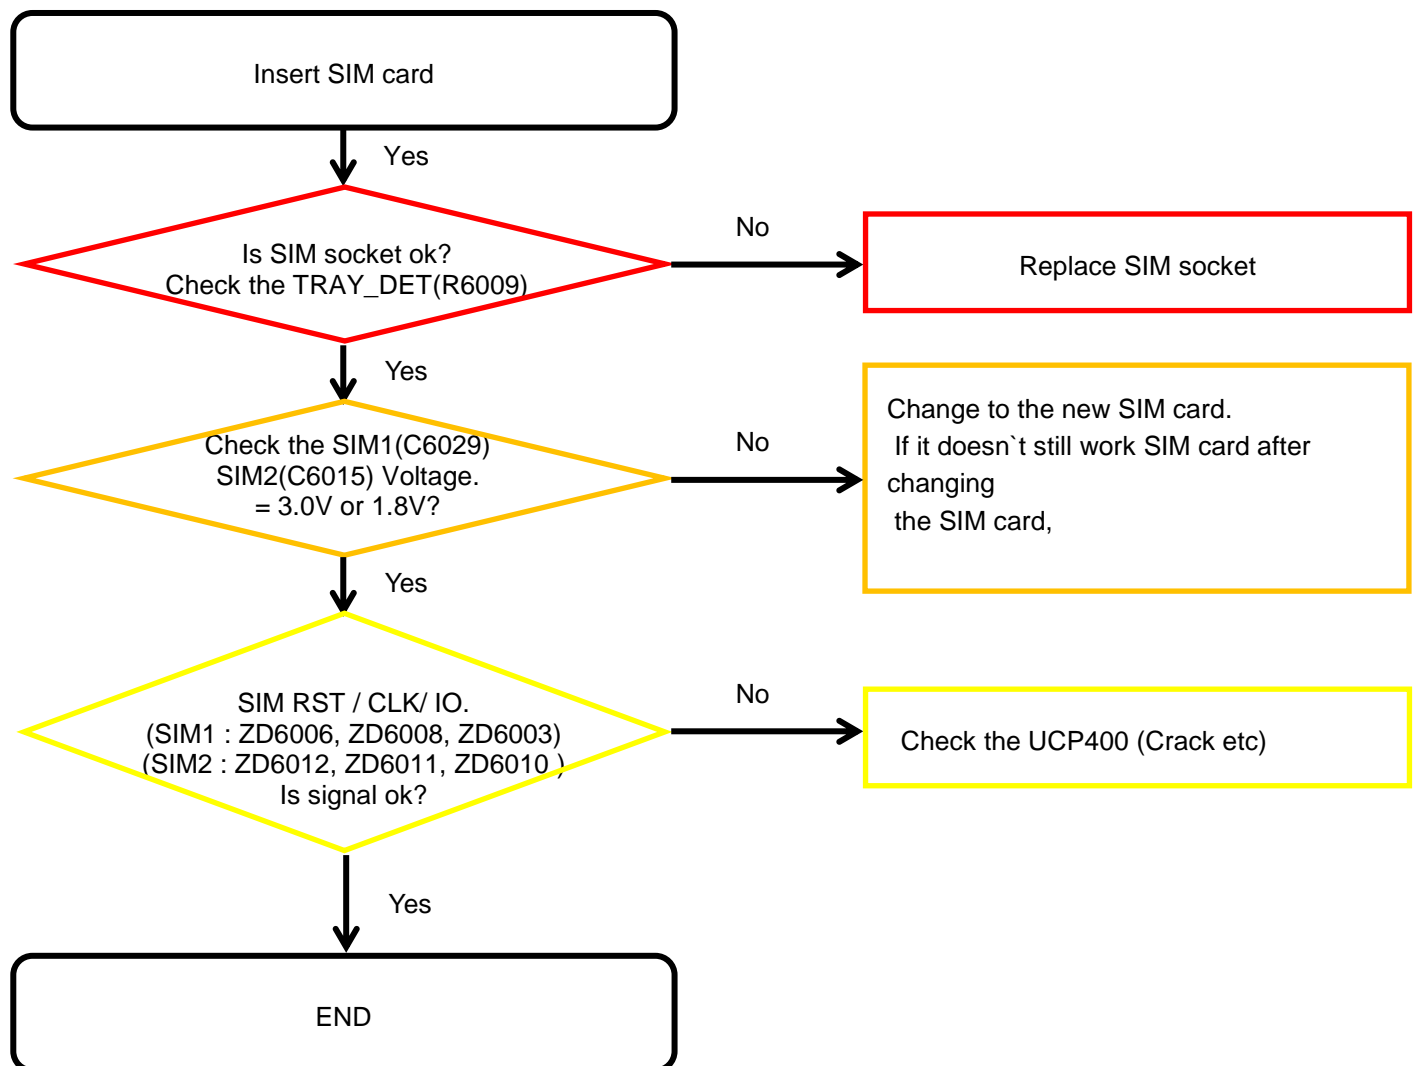 Insert SIM card
Yes
Is SIM socket ok?
Check the TRAY_DET(R6009)
No
Replace SIM socket
Yes
Check the SIM1(C6029)
SIM2(C6015) Voltage.
= 3.0V or 1.8V?
No
Change to the new SIM card.
If it doesn`t still work SIM card after
changing
the SIM card,
Yes
SIM RST / CLK/ IO.
(SIM1 : ZD6006, ZD6008, ZD6003)
(SIM2 : ZD6012, ZD6011, ZD6010 )
Is signal ok?
No
Check the UCP400 (Crack etc)
Yes
END